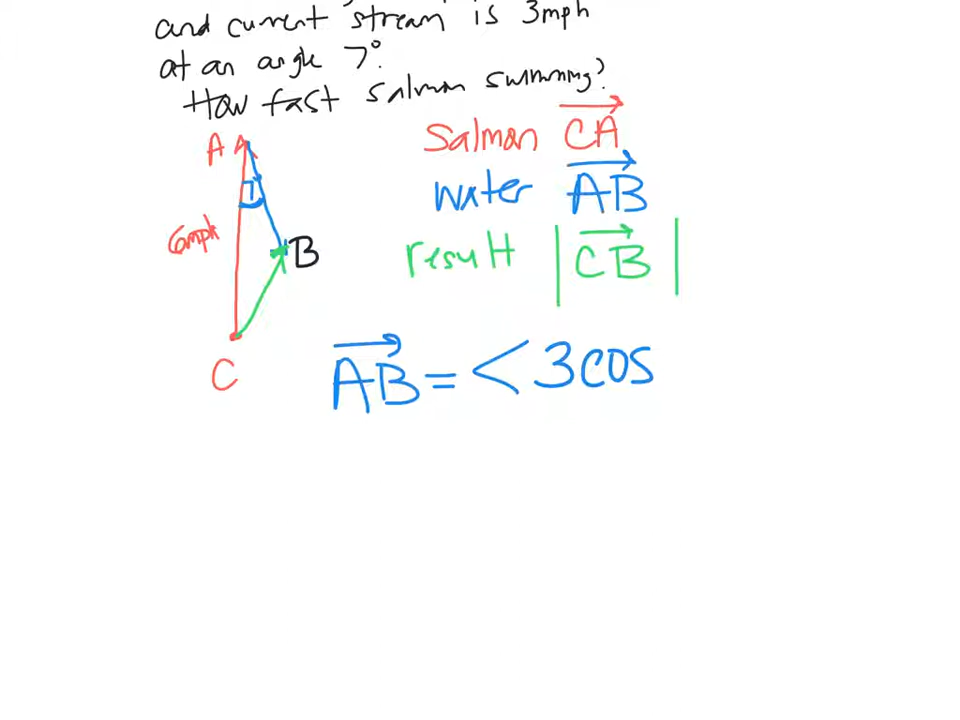 and current stream is 3mph
at an angle 7°.
How fast salmon swimming?
A
salmon CA
7
water AB
6mph
B
result |CB|
C
AB = < 3cos